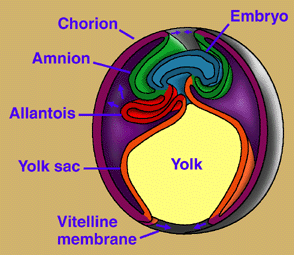 Chorion
Embryo
Amnion
Allantois
Yolk sac
Yolk
Vitelline
membrane